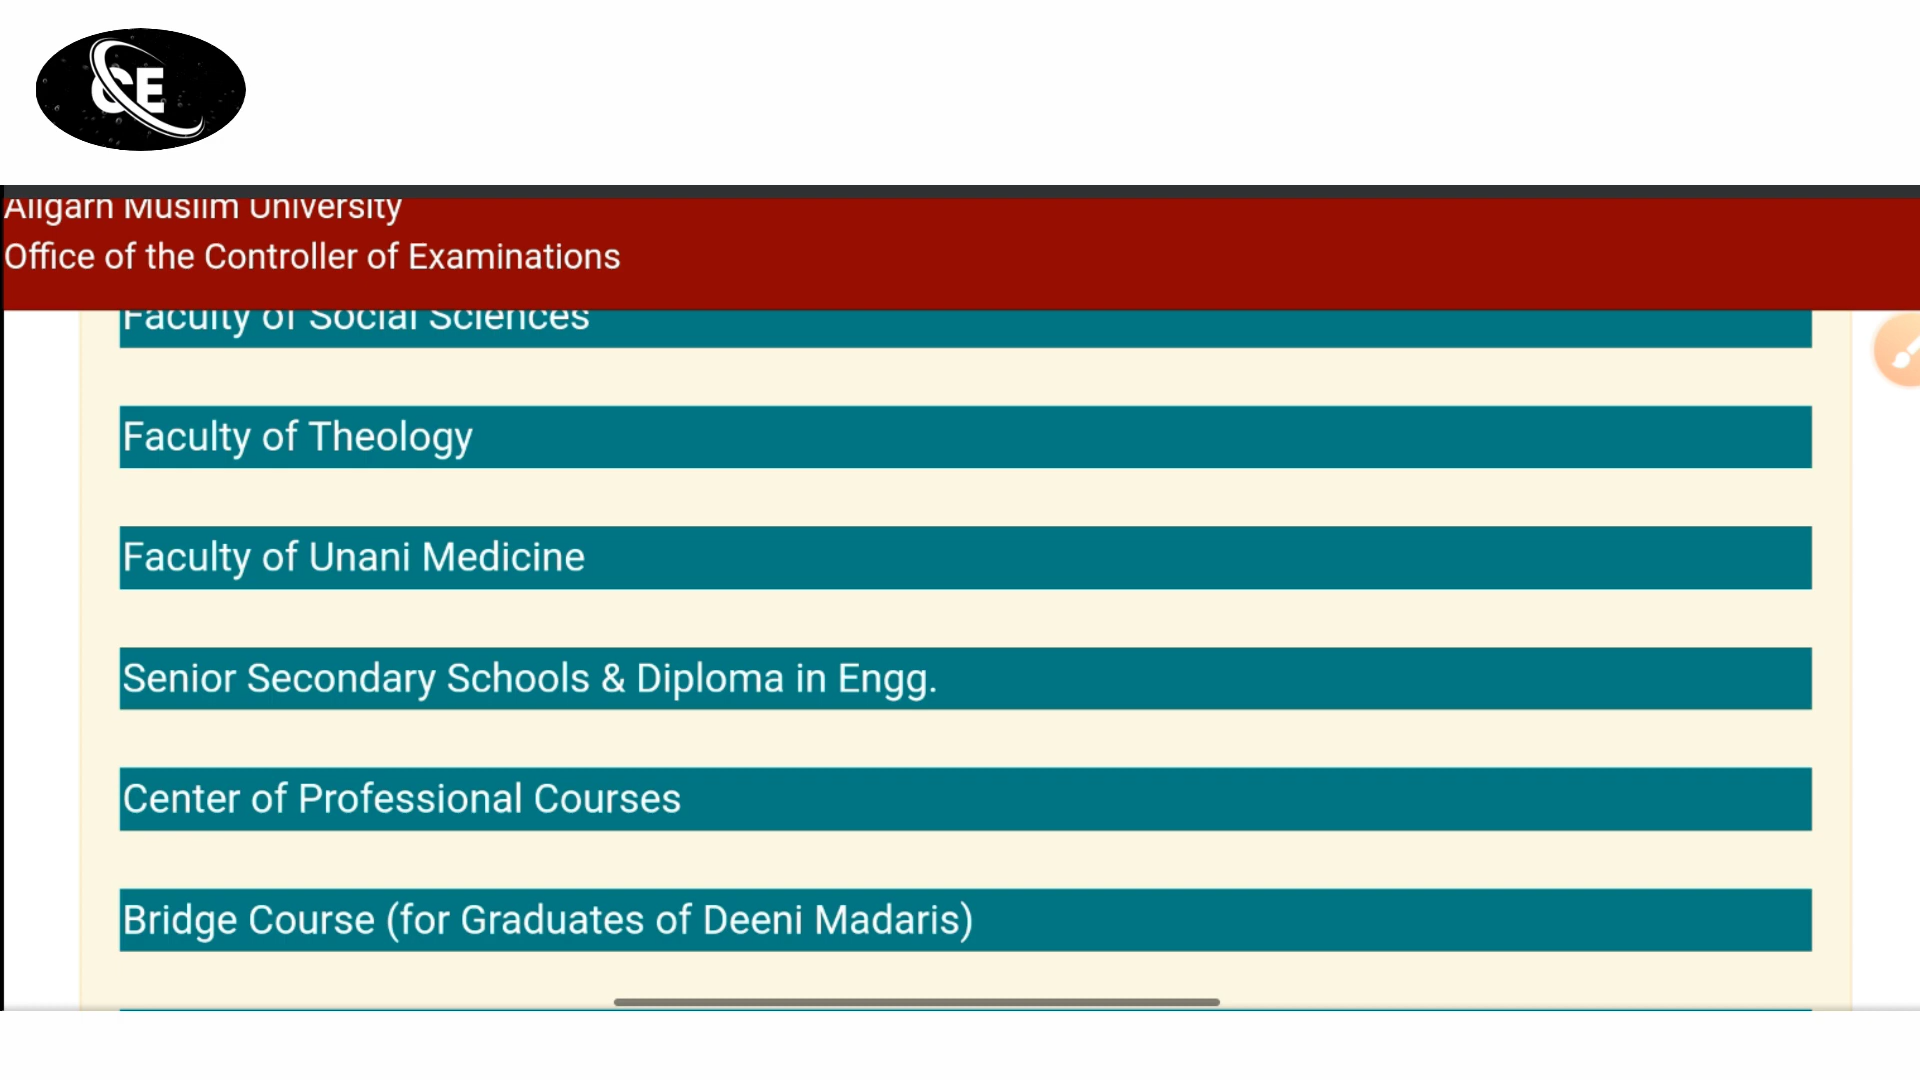 CE
Aligarh Muslim University
Office of the Controller of Examinations
Faculty of Social Sciences
Faculty of Theology
Faculty of Unani Medicine
Senior Secondary Schools & Diploma in Engg.
Center of Professional Courses
Bridge Course (for Graduates of Deeni Madaris)